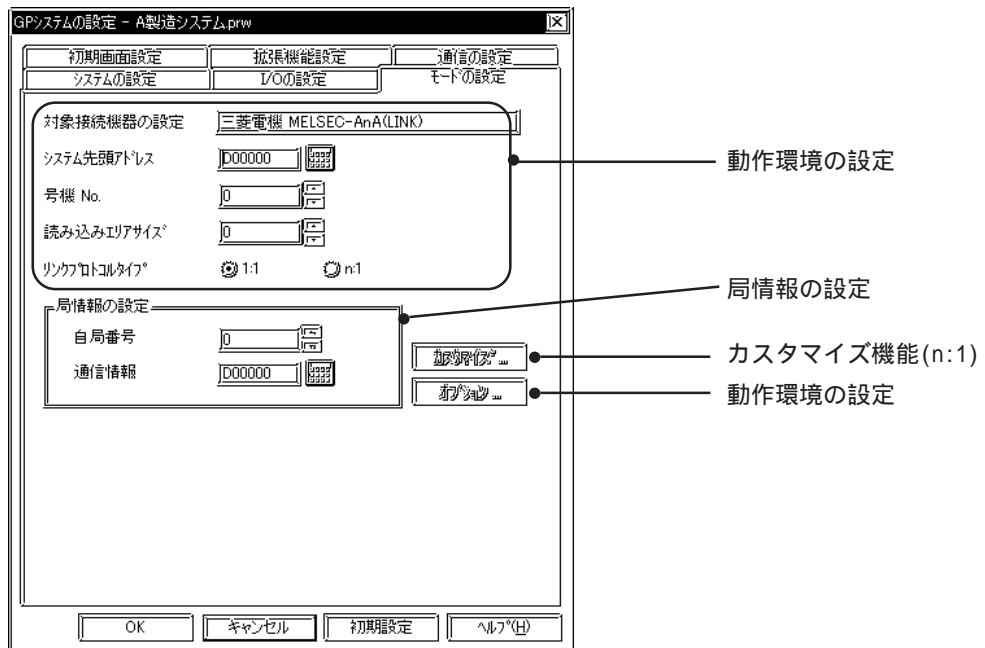 GPシステムの設定 - A製造システム.prw
初期画面設定 拡張機能設定 通信の設定
システムの設定 I/Oの設定 モードの設定
対象接続機器の設定 三菱電機 MELSEC-AnA(LINK)
システム先頭アドレス D00000
動作環境の設定
号機 No. 0
読み込みエリアサイズ 0
リンクプロトコルタイプ 1:1 n:1
局情報の設定
局情報の設定
自局番号 0
カスタマイズ...
カスタマイズ機能(n:1)
通信情報 D00000
オプション...
動作環境の設定
OK キャンセル 初期設定 ヘルプ(H)